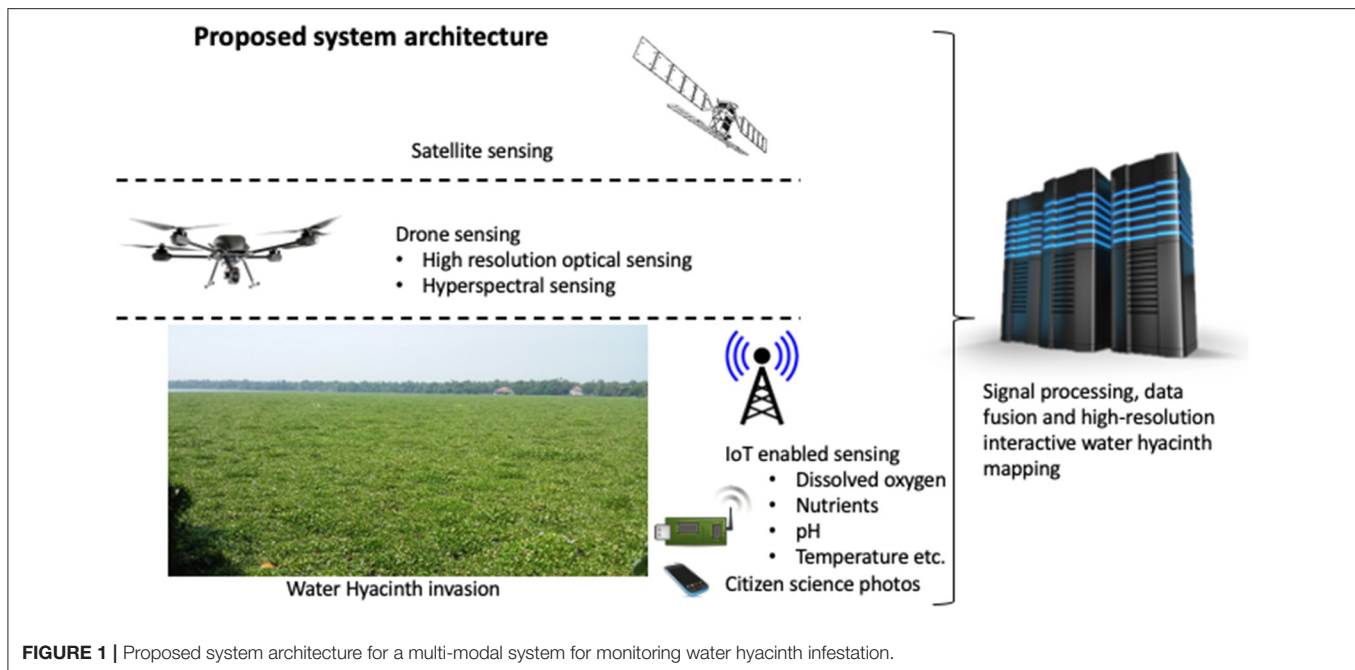 Proposed system architecture
Satellite sensing
Drone sensing
• High resolution optical sensing
• Hyperspectral sensing
IoT enabled sensing
• Dissolved oxygen
• Nutrients
• pH
• Temperature etc.
Citizen science photos
Water Hyacinth invasion
Signal processing, data
fusion and high-resolution
interactive water hyacinth
mapping
FIGURE 1 | Proposed system architecture for a multi-modal system for monitoring water hyacinth infestation.